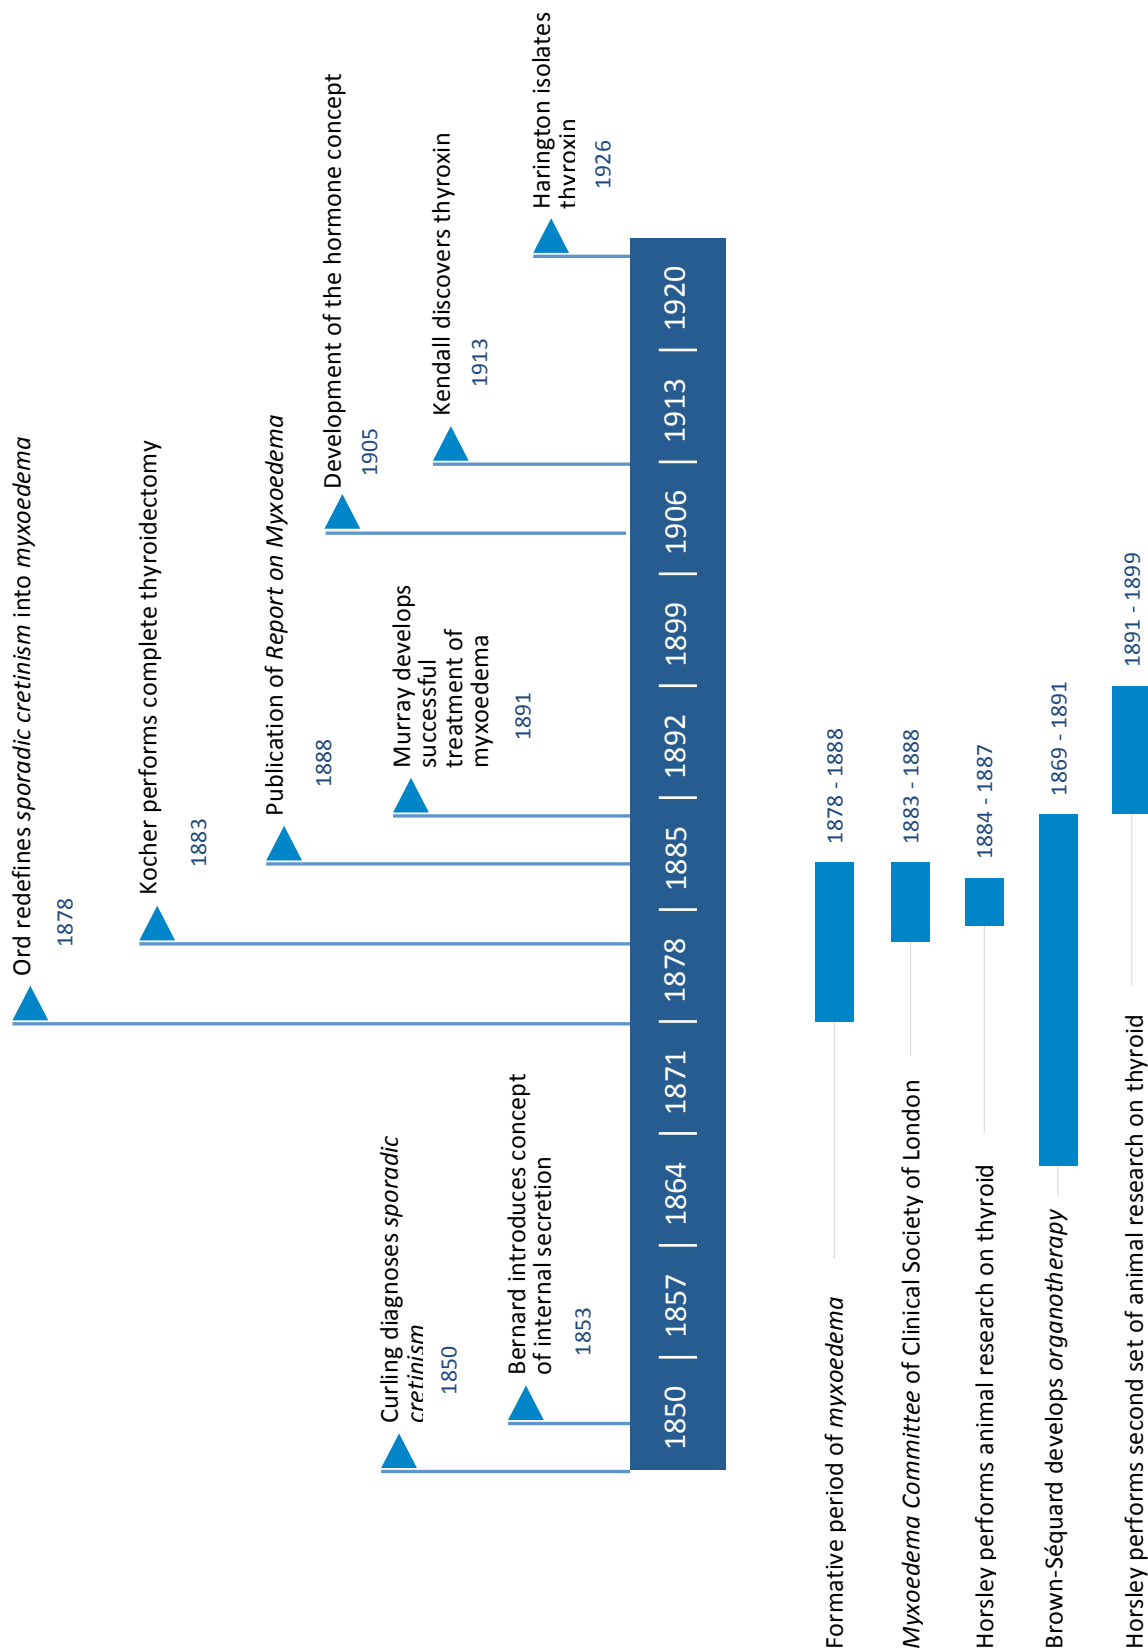 Ord redefines sporadic cretinism into myxoedema
1878
Kocher performs complete thyroidectomy
1883
Publication of Report on Myxoedema
1888
Development of the hormone concept
1905
Curling diagnoses sporadic
cretinism
1850
Murray develops
successful
treatment of
myxoedema
1891
Kendall discovers thyroxin
1913
Bernard introduces concept
of internal secretion
1853
Harington isolates
thyroxin
1926
1850 | 1857 | 1864 | 1871 | 1878 | 1885 | 1892 | 1899 | 1906 | 1913 | 1920
Formative period of myxoedema
1878 - 1888
Myxoedema Committee of Clinical Society of London
1883 - 1888
Horsley performs animal research on thyroid
1884 - 1887
Brown-Séquard develops organotherapy
1869 - 1891
Horsley performs second set of animal research on thyroid
1891 - 1899